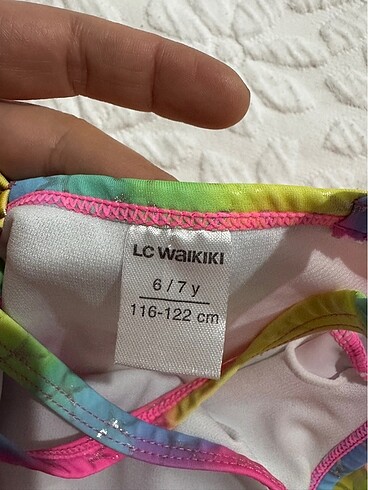 LC WAIKIKI
6 / 7 y
116-122 cm